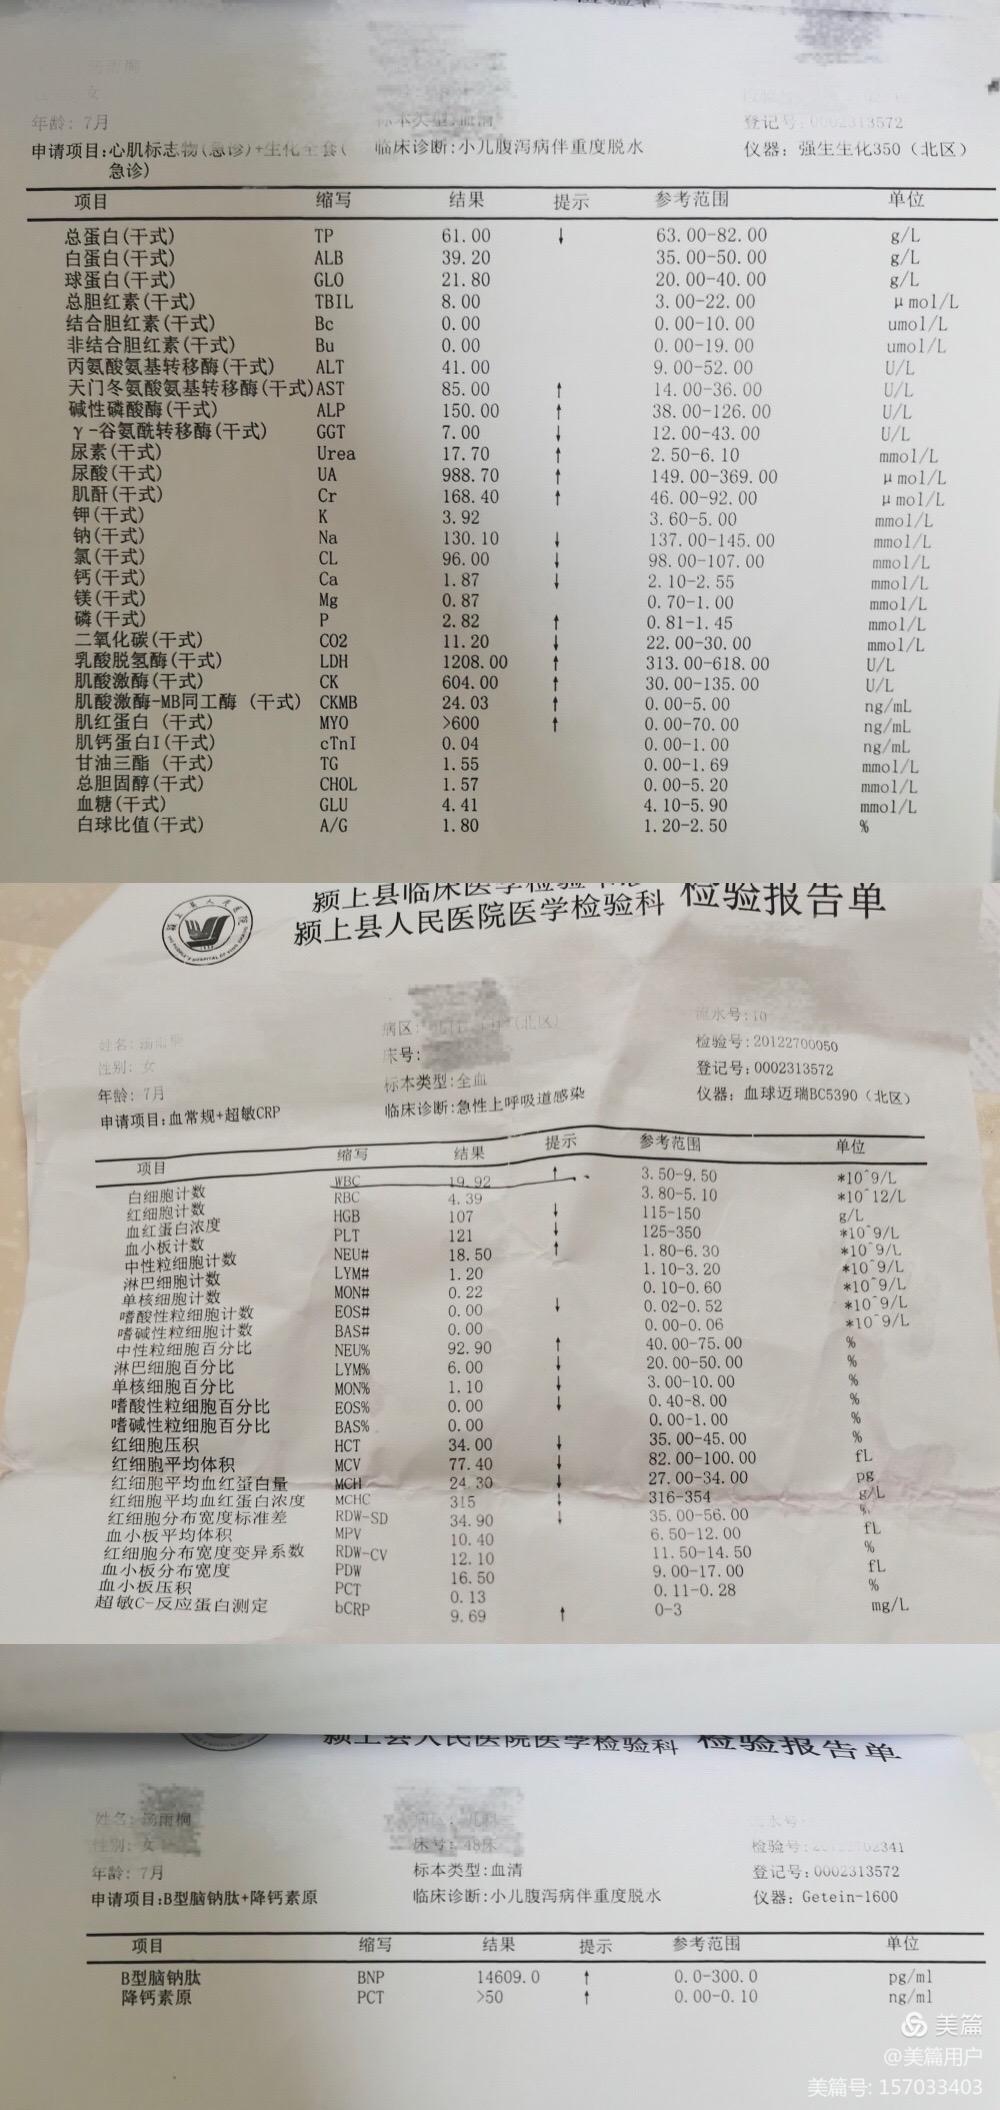 年龄: 7月 登记号:0002313572
申请项目:心肌标志物(急诊)+生化全套( 临床诊断:小儿腹泻病伴重度脱水 仪器: 强生生化350 (北区)
急诊)
项目 缩写 结果 提示 参考范围 单位
总蛋白(干式) TP 61.00 ↓ 63.00-82.00 g/L
白蛋白(干式) ALB 39.20 35.00-50.00 g/L
球蛋白(干式) GLO 21.80 20.00-40.00 g/L
总胆红素(干式) TBIL 8.00 3.00-22.00 μmol/L
结合胆红素(干式) Bc 0.00 0.00-10.00 umol/L
非结合胆红素(干式) Bu 0.00 0.00-19.00 umol/L
丙氨酸氨基转移酶(干式) ALT 41.00 9.00-52.00 U/L
天门冬氨酸氨基转移酶(干式) AST 85.00 ↑ 14.00-36.00 U/L
碱性磷酸酶(干式) ALP 150.00 ↑ 38.00-126.00 U/L
γ-谷氨酰转移酶(干式) GGT 7.00 ↓ 12.00-43.00 U/L
尿素(干式) Urea 17.70 ↑ 2.50-6.10 mmol/L
尿酸(干式) UA 988.70 ↑ 149.00-369.00 μmol/L
肌酐(干式) Cr 168.40 ↑ 46.00-92.00 μmol/L
钾(干式) K 3.92 3.60-5.00 mmol/L
钠(干式) Na 130.10 ↓ 137.00-145.00 mmol/L
氯(干式) CL 96.00 ↓ 98.00-107.00 mmol/L
钙(干式) Ca 1.87 ↓ 2.10-2.55 mmol/L
镁(干式) Mg 0.87 0.70-1.00 mmol/L
磷(干式) P 2.82 ↑ 0.81-1.45 mmol/L
二氧化碳(干式) CO2 11.20 ↓ 22.00-30.00 mmol/L
乳酸脱氢酶(干式) LDH 1208.00 ↑ 313.00-618.00 U/L
肌酸激酶(干式) CK 604.00 ↑ 30.00-135.00 U/L
肌酸激酶-MB同工酶 (干式) CKMB 24.03 ↑ 0.00-5.00 ng/mL
肌红蛋白 (干式) MYO >600 ↑ 0.00-70.00 ng/mL
肌钙蛋白I(干式) cTnI 0.04 0.00-1.00 ng/mL
甘油三酯 (干式) TG 1.55 0.00-1.69 mmol/L
总胆固醇(干式) CHOL 1.57 0.00-5.20 mmol/L
血糖(干式) GLU 4.41 4.10-5.90 mmol/L
白球比值(干式) A/G 1.80 1.20-2.50 %
颍上县人民医院医学检验科 检验报告单
病区: (北区) 流水号:10
姓名: 床号: 检验号:20122700050
性别: 女 标本类型:全血 登记号:0002313572
年龄: 7月 临床诊断:急性上呼吸道感染 仪器: 血球迈瑞BC5390 (北区)
申请项目:血常规+超敏CRP
项目 缩写 结果 提示 参考范围 单位
白细胞计数 WBC 19.92 ↑ 3.50-9.50 *10^9/L
红细胞计数 RBC 4.39 3.80-5.10 *10^12/L
血红蛋白浓度 HGB 107 ↓ 115-150 g/L
血小板计数 PLT 121 ↓ 125-350 *10^9/L
中性粒细胞计数 NEU# 18.50 ↑ 1.80-6.30 *10^9/L
淋巴细胞计数 LYM# 1.20 1.10-3.20 *10^9/L
单核细胞计数 MON# 0.22 0.10-0.60 *10^9/L
嗜酸性粒细胞计数 EOS# 0.00 ↓ 0.02-0.52 *10^9/L
嗜碱性粒细胞计数 BAS# 0.00 0.00-0.06 *10^9/L
中性粒细胞百分比 NEU% 92.90 ↑ 40.00-75.00 %
淋巴细胞百分比 LYM% 6.00 ↓ 20.00-50.00 %
单核细胞百分比 MON% 1.10 ↓ 3.00-10.00 %
嗜酸性粒细胞百分比 EOS% 0.00 ↓ 0.40-8.00 %
嗜碱性粒细胞百分比 BAS% 0.00 0.00-1.00 %
红细胞压积 HCT 34.00 ↓ 35.00-45.00 %
红细胞平均体积 MCV 77.40 ↓ 82.00-100.00 fL
红细胞平均血红蛋白量 MCH 24.30 ↓ 27.00-34.00 pg
红细胞平均血红蛋白浓度 MCHC 315 ↓ 316-354 g/L
红细胞分布宽度标准差 RDW-SD 34.90 ↓ 35.00-56.00 %
血小板平均体积 MPV 10.40 6.50-12.00 fL
红细胞分布宽度变异系数 RDW-CV 12.10 11.50-14.50 %
血小板分布宽度 PDW 16.50 9.00-17.00 fL
血小板压积 PCT 0.13 0.11-0.28 %
超敏C-反应蛋白测定 bCRP 9.69 ↑ 0-3 mg/L
颍上县人民医院医学检验科 检验报告单
姓名: 汤雨桐
性别: 女 床号: 48床 检验号:
年龄: 7月 标本类型:血清 登记号:0002313572
申请项目:B型脑钠肽+降钙素原 临床诊断:小儿腹泻病伴重度脱水 仪器: Getein-1600
项目 缩写 结果 提示 参考范围 单位
B型脑钠肽 BNP 14609.0 ↑ 0.0-300.0 pg/ml
降钙素原 PCT >50 ↑ 0.00-0.10 ng/ml
美篇
@美篇用户
美篇号: 157033403